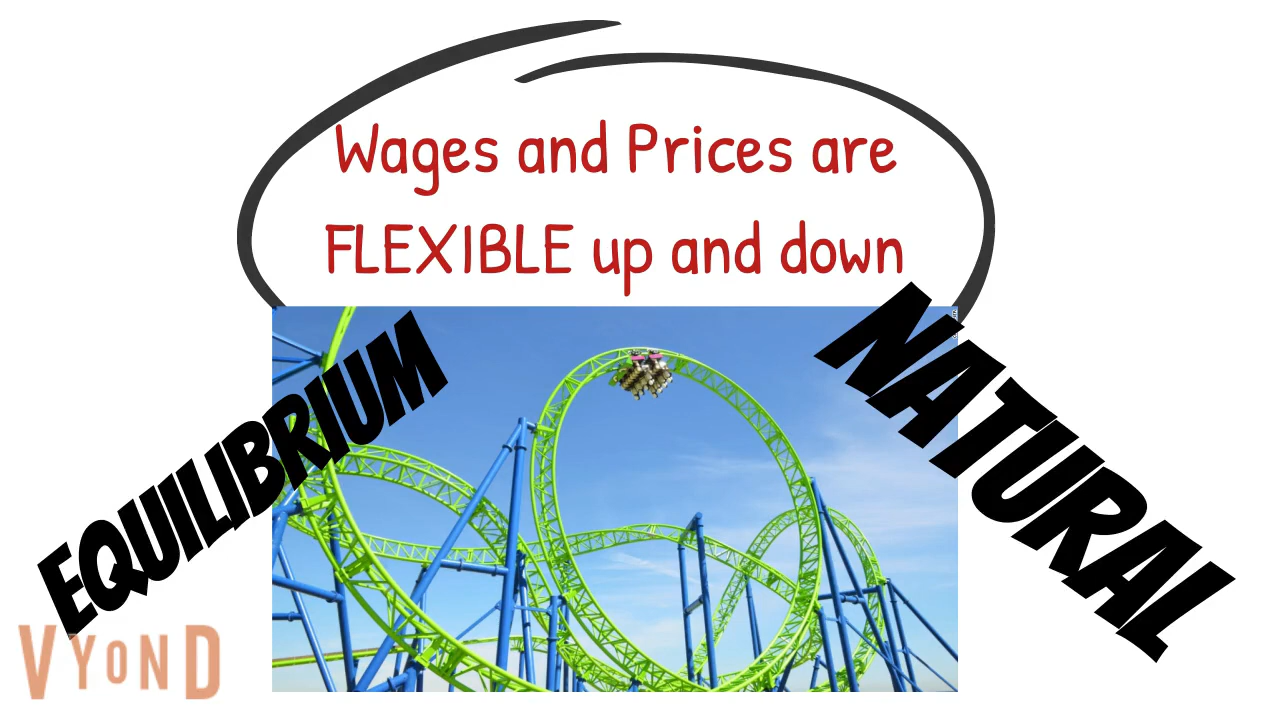 Wages and Prices are
FLEXIBLE up and down
EQUILIBRIUM
NATURAL
VYOND